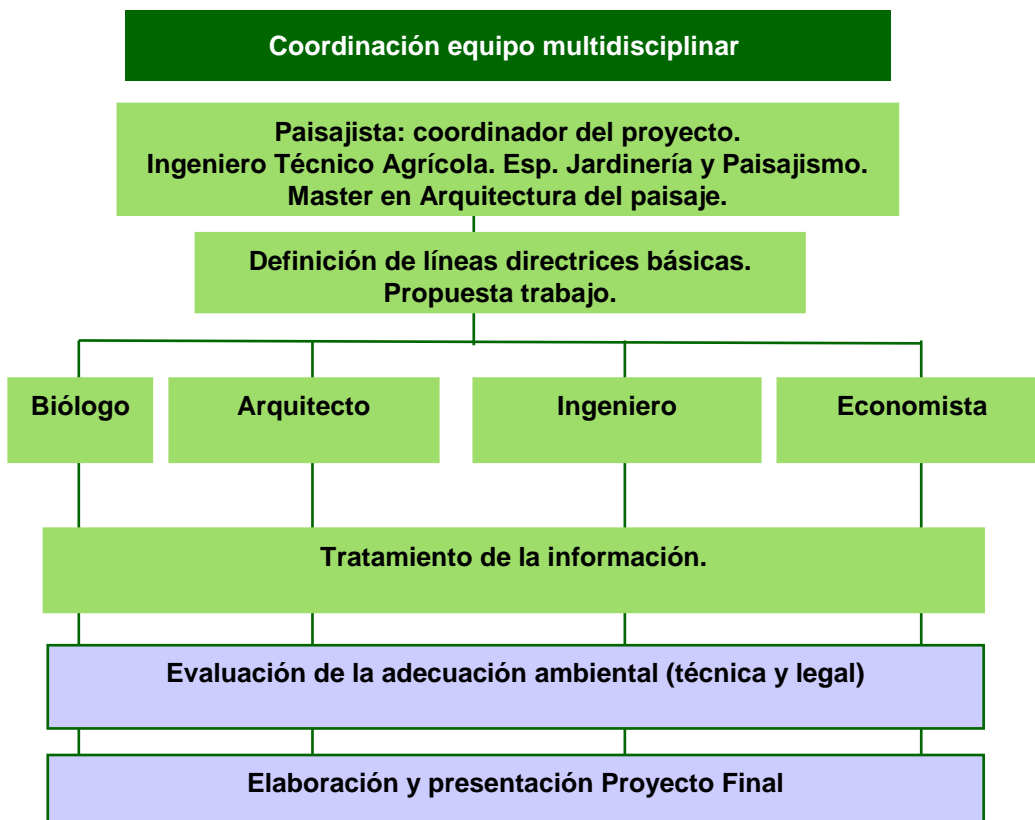 Coordinación equipo multidisciplinar
Paisajista: coordinador del proyecto.
Ingeniero Técnico Agrícola. Esp. Jardinería y Paisajismo.
Master en Arquitectura del paisaje.
Definición de líneas directrices básicas.
Propuesta trabajo.
Biólogo
Arquitecto
Ingeniero
Economista
Tratamiento de la información.
Evaluación de la adecuación ambiental (técnica y legal)
Elaboración y presentación Proyecto Final